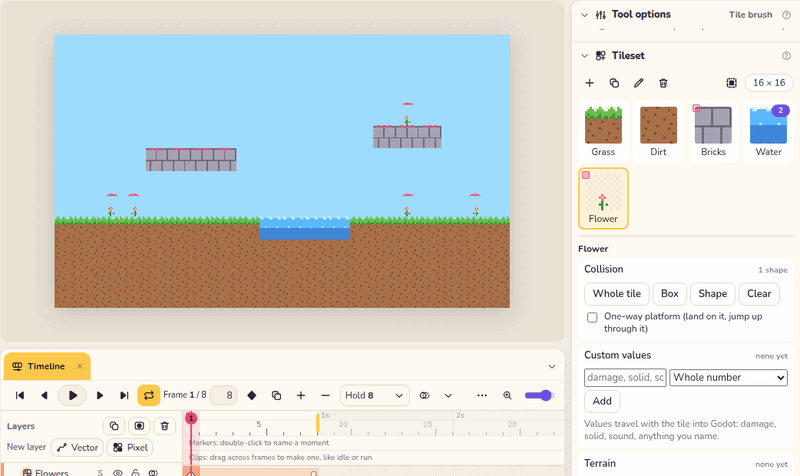 Tool options
Tile brush
Tileset
16 × 16
Grass
Dirt
Bricks
2
Water
Flower
Flower
Collision
1 shape
Whole tile
Box
Shape
Clear
One-way platform (land on it, jump up
through it)
Custom values
none yet
damage, solid, sc
Whole number
Add
Values travel with the tile into Godot: damage,
solid, sound, anything you name.
Terrain
none yet
Timeline
Frame 1 / 8
8
Hold 8
Layers
New layer
Vector
Pixel
1
5
1s
10
15
2s
20
Markers: double-click to name a moment
Clips: drag across frames to make one, like idle or run
Flowers
S